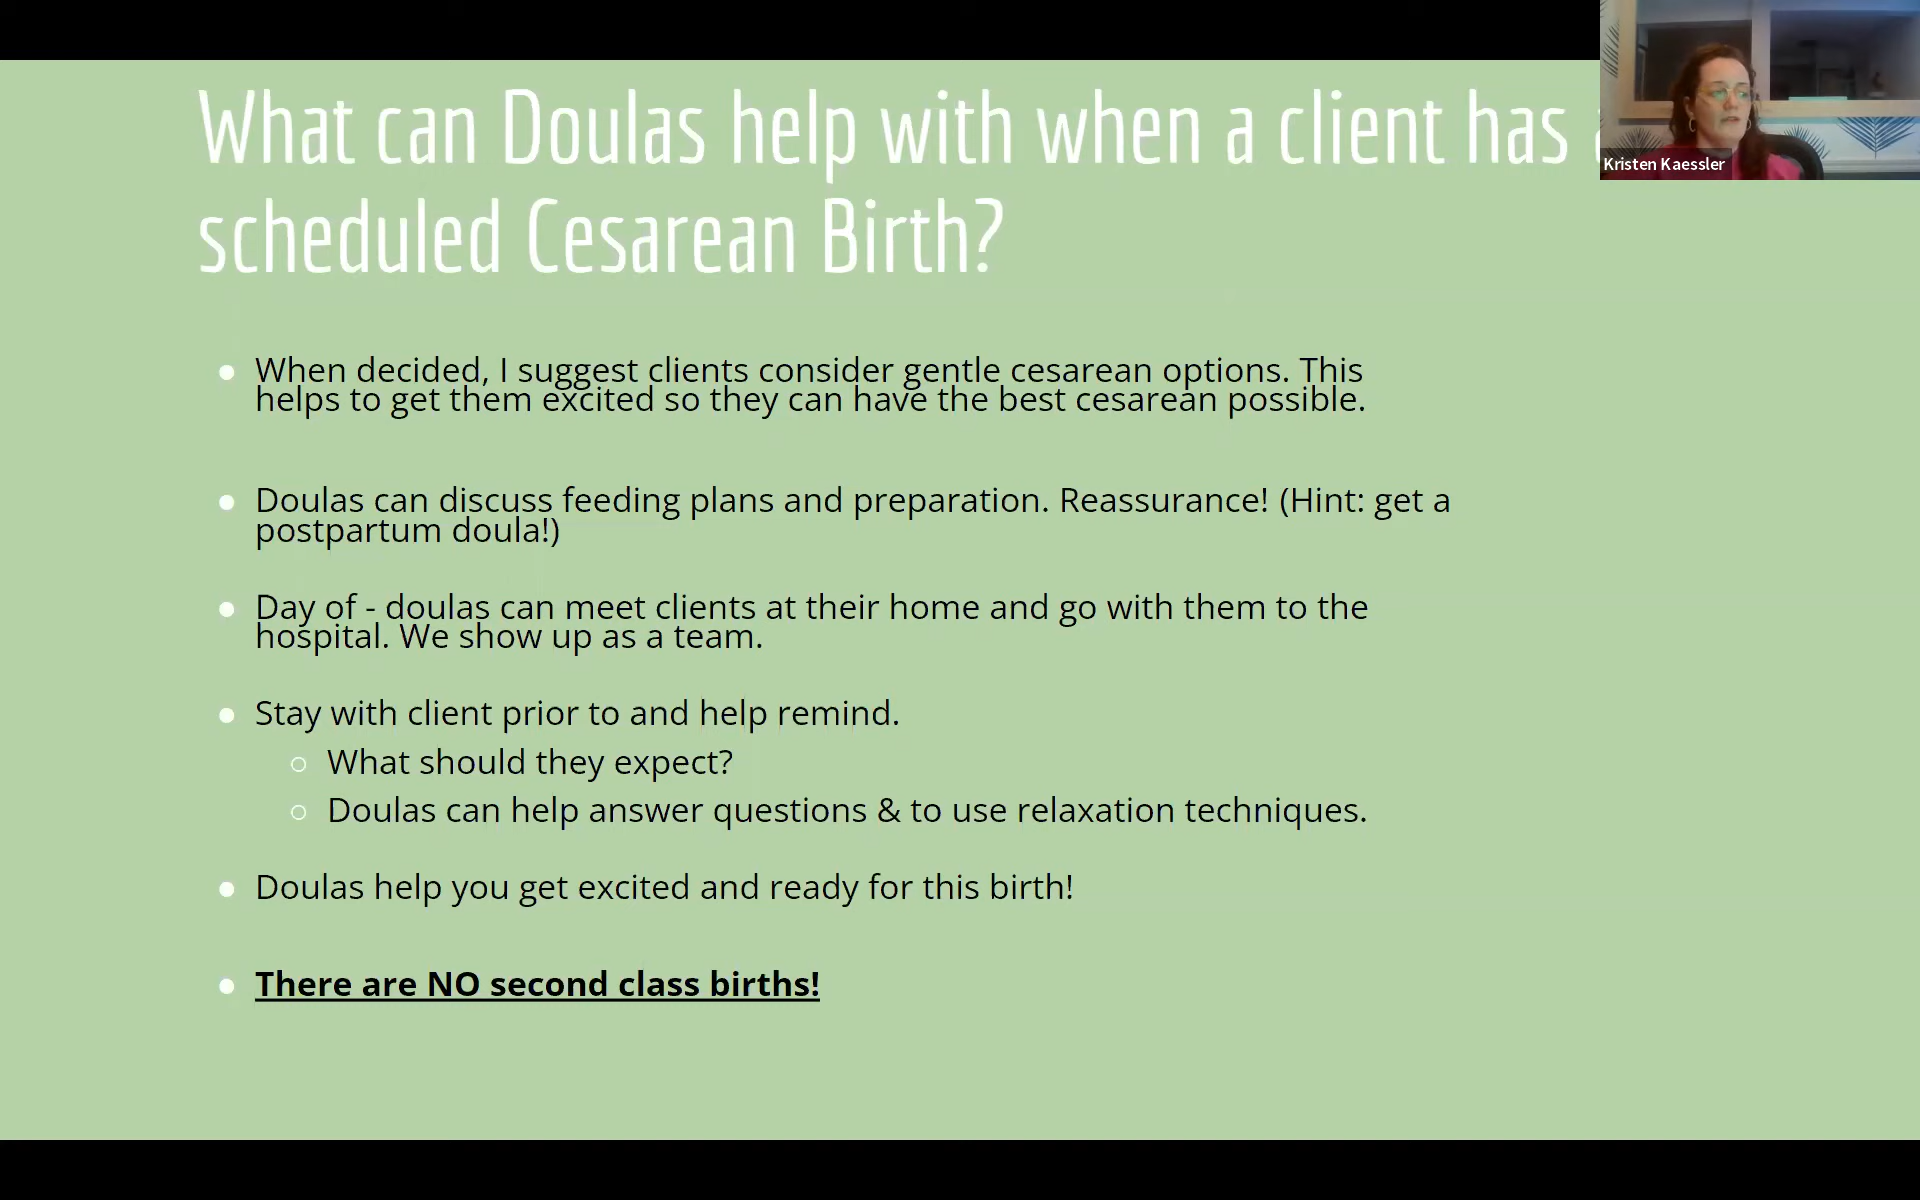 What can Doulas help with when a client has a
scheduled Cesarean Birth?
Kristen Kaessler
● When decided, I suggest clients consider gentle cesarean options. This
helps to get them excited so they can have the best cesarean possible.
● Doulas can discuss feeding plans and preparation. Reassurance! (Hint: get a
postpartum doula!)
● Day of - doulas can meet clients at their home and go with them to the
hospital. We show up as a team.
● Stay with client prior to and help remind.
○ What should they expect?
○ Doulas can help answer questions & to use relaxation techniques.
● Doulas help you get excited and ready for this birth!
● There are NO second class births!